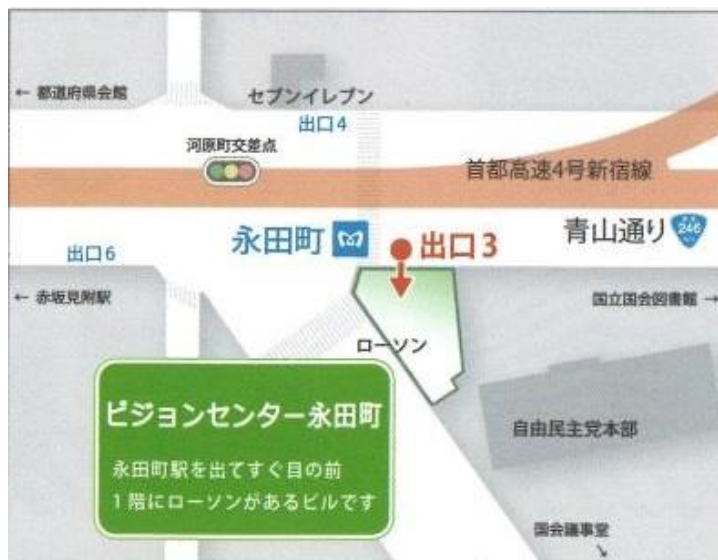 ← 都道府県会館
セブンイレブン
出口4
河原町交差点
首都高速4号新宿線
永田町
出口3
青山通り
246
出口6
← 赤坂見附駅
国立国会図書館 →
ローソン
ビジョンセンター永田町
永田町駅を出てすぐ目の前
1階にローソンがあるビルです
自由民主党本部
国会議事堂